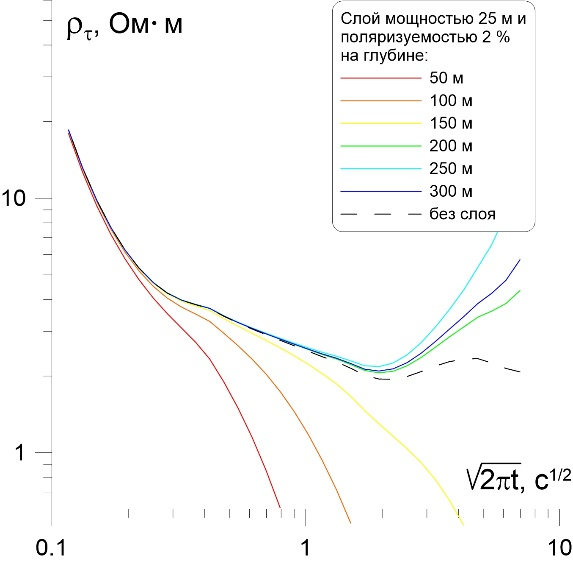 ρτ, Ом· м
Слой мощностью 25 м и
поляризуемостью 2 %
на глубине:
50 м
100 м
150 м
200 м
250 м
300 м
без слоя
10
1
√2πt, с1/2
0.1
1
10